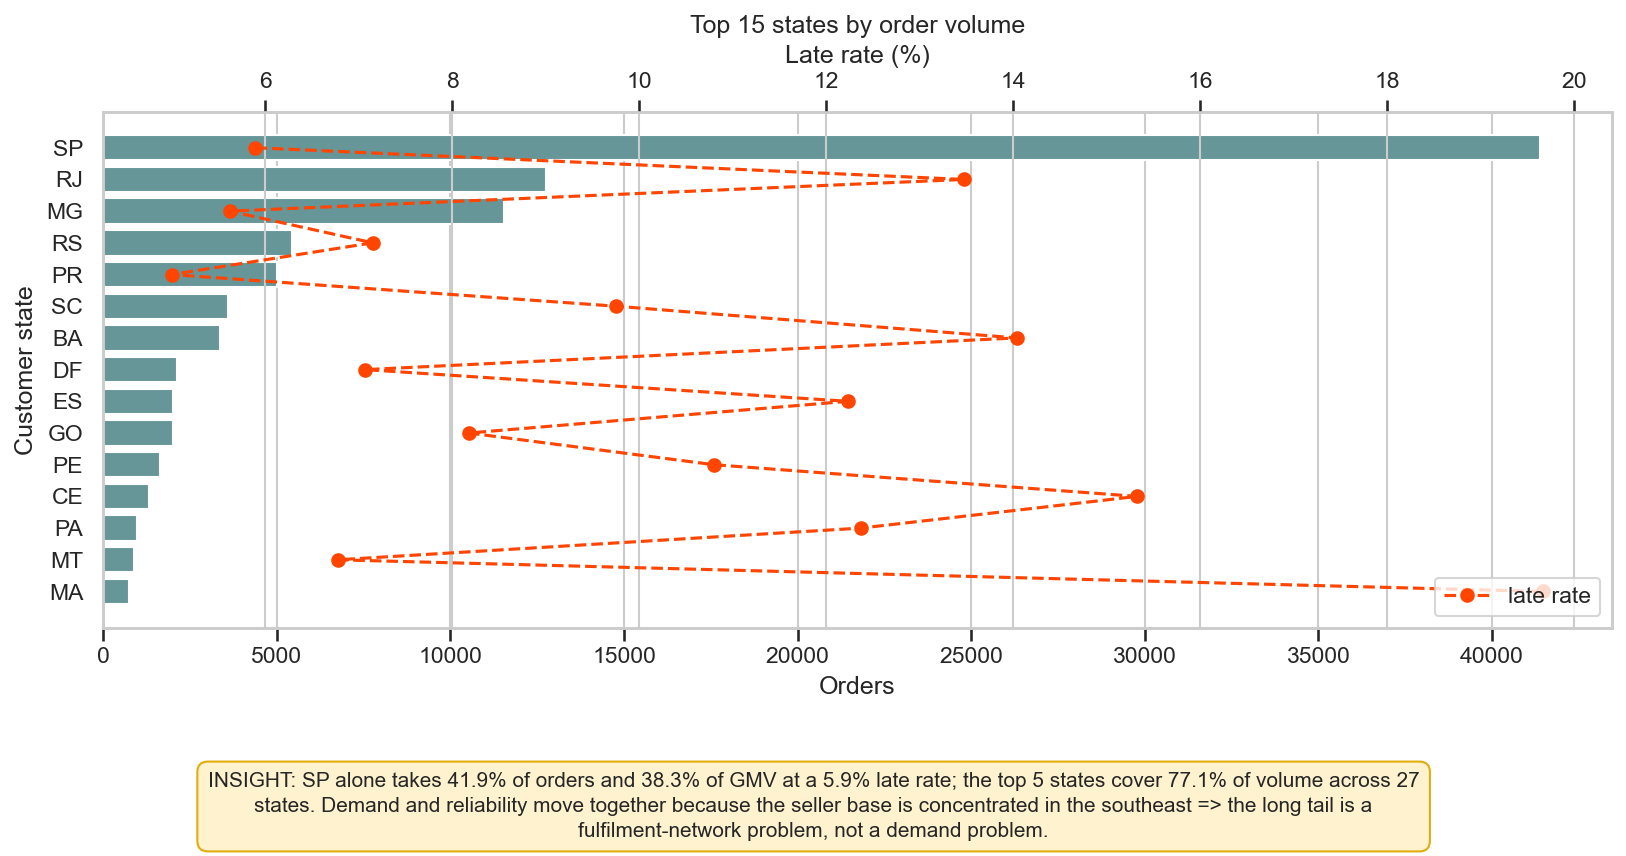 Top 15 states by order volume
Late rate (%)
6 8 10 12 14 16 18 20
SP
RJ
MG
RS
PR
SC
BA
DF
ES
GO
PE
CE
PA
MT
MA
Customer state
late rate
0 5000 10000 15000 20000 25000 30000 35000 40000
Orders
INSIGHT: SP alone takes 41.9% of orders and 38.3% of GMV at a 5.9% late rate; the top 5 states cover 77.1% of volume across 27
states. Demand and reliability move together because the seller base is concentrated in the southeast => the long tail is a
fulfilment-network problem, not a demand problem.